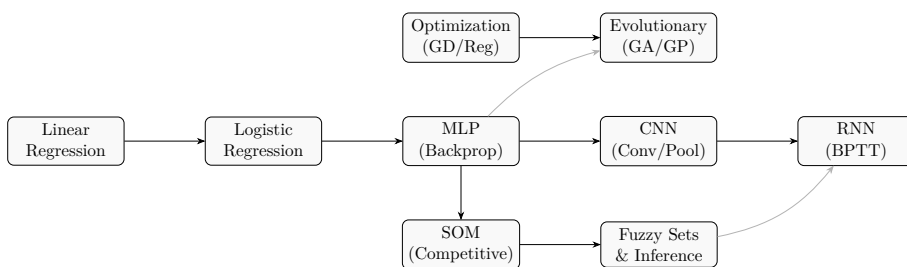 Optimization
(GD/Reg)
Evolutionary
(GA/GP)
Linear
Regression
Logistic
Regression
MLP
(Backprop)
CNN
(Conv/Pool)
RNN
(BPTT)
SOM
(Competitive)
Fuzzy Sets
& Inference